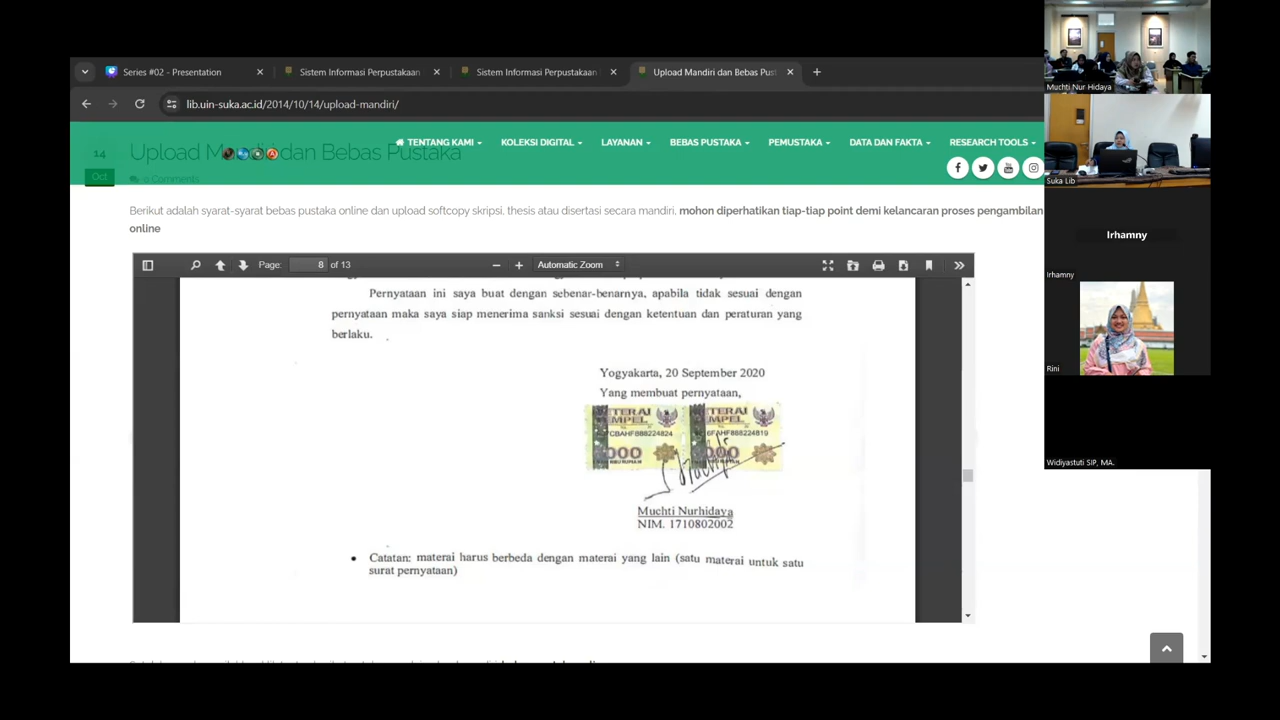 Series #02 - Presentation
Sistem Informasi Perpustakaan
Sistem Informasi Perpustakaan
Upload Mandiri dan Bebas Pust
lib.uin-suka.ac.id/2014/10/14/upload-mandiri/
TENTANG KAMI
KOLEKSI DIGITAL
LAYANAN
BEBAS PUSTAKA
PEMUSTAKA
DATA DAN FAKTA
RESEARCH TOOLS
14
Oct
Upload Mandiri dan Bebas Pustaka
0 Comments
Berikut adalah syarat-syarat bebas pustaka online dan upload softcopy skripsi, thesis atau disertasi secara mandiri, mohon diperhatikan tiap-tiap point demi kelancaran proses pengambilan
online
Page: 8 of 13
Automatic Zoom
Pernyataan ini saya buat dengan sebenar-benarnya, apabila tidak sesuai dengan
pernyataan maka saya siap menerima sanksi sesuai dengan ketentuan dan peraturan yang
berlaku.
Yogyakarta, 20 September 2020
Yang membuat pernyataan,
Muchti Nurhidaya
NIM. 1710802002
• Catatan: materai harus berbeda dengan materai yang lain (satu materai untuk satu
surat pernyataan)
Muchti Nur Hidaya
Suka Lib
Irhamny
Irhamny
Rini
Widiyastuti SIP, MA.